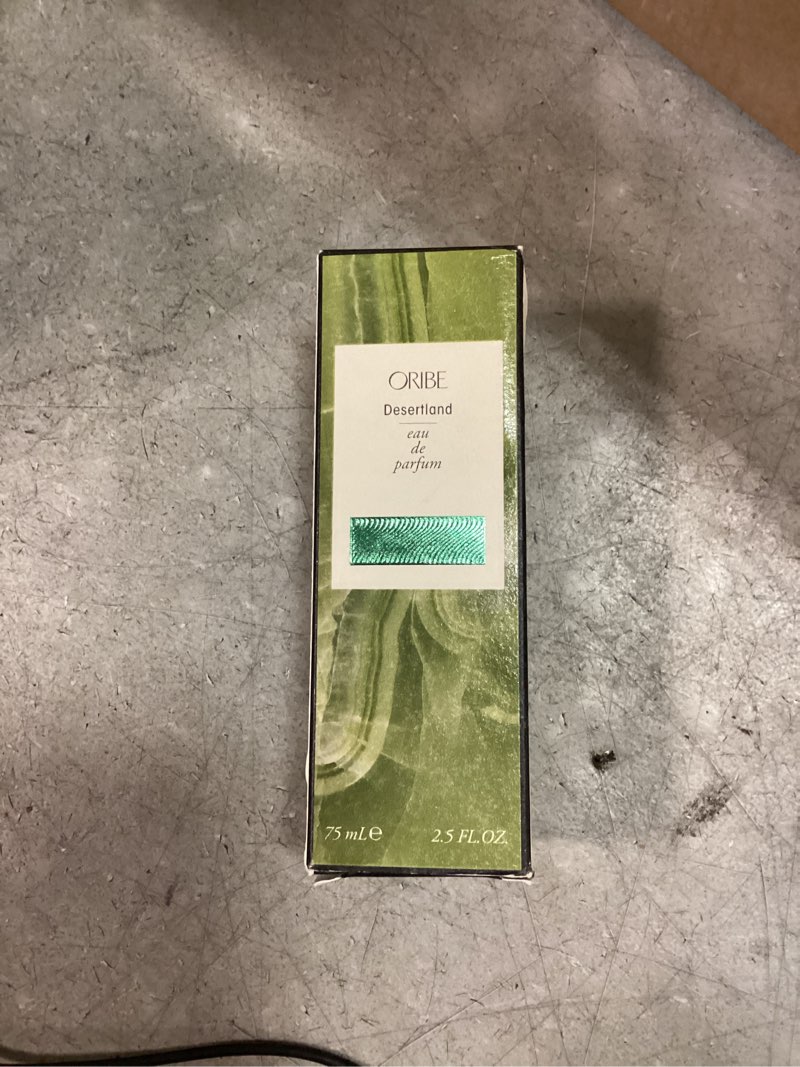 ORIBE
Desertland
eau
de
parfum
75 mL℮ 2.5 FL.OZ.